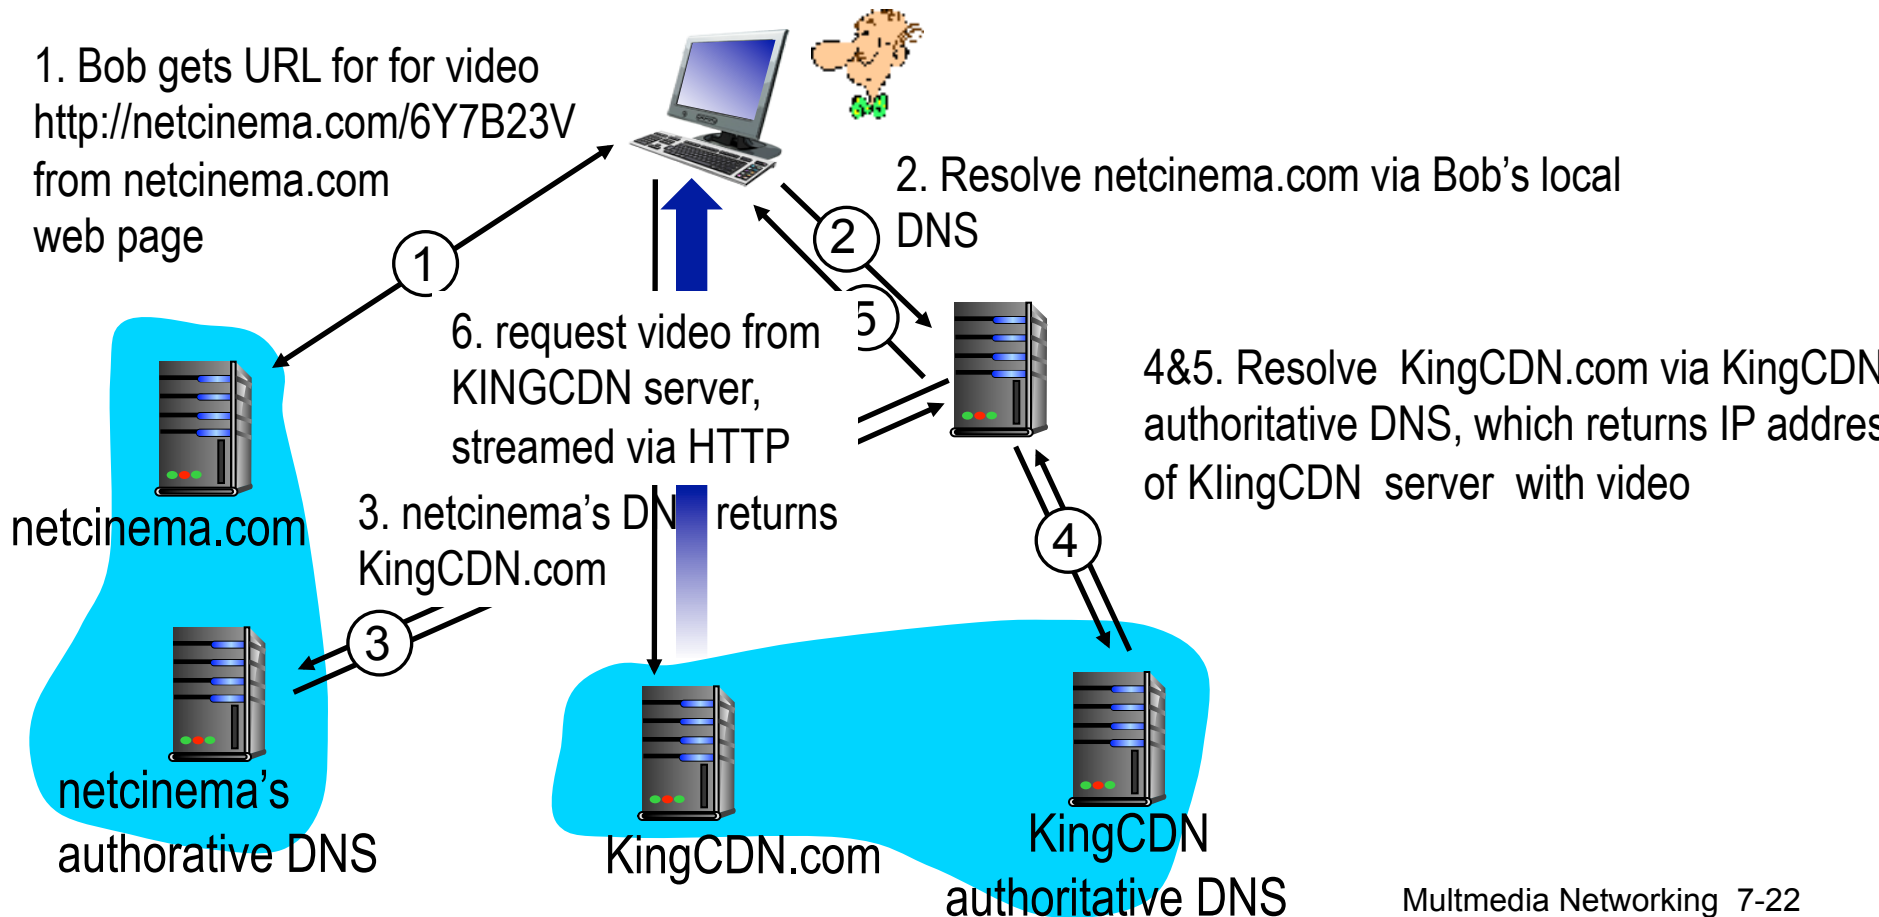 1. Bob gets URL for for video
http://netcinema.com/6Y7B23V
from netcinema.com
web page
2. Resolve netcinema.com via Bob’s local
DNS
1
2
5
6. request video from
KINGCDN server,
streamed via HTTP
4&5. Resolve KingCDN.com via KingCDN
authoritative DNS, which returns IP addres
of KlingCDN server with video
netcinema.com
3. netcinema’s DN returns
KingCDN.com
4
3
netcinema’s
authorative DNS
KingCDN.com
KingCDN
authoritative DNS
Multmedia Networking 7-22